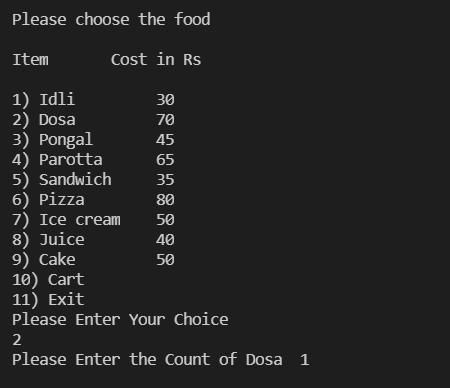 Please choose the food
Item Cost in Rs
1) Idli 30
2) Dosa 70
3) Pongal 45
4) Parotta 65
5) Sandwich 35
6) Pizza 80
7) Ice cream 50
8) Juice 40
9) Cake 50
10) Cart
11) Exit
Please Enter Your Choice
2
Please Enter the Count of Dosa 1